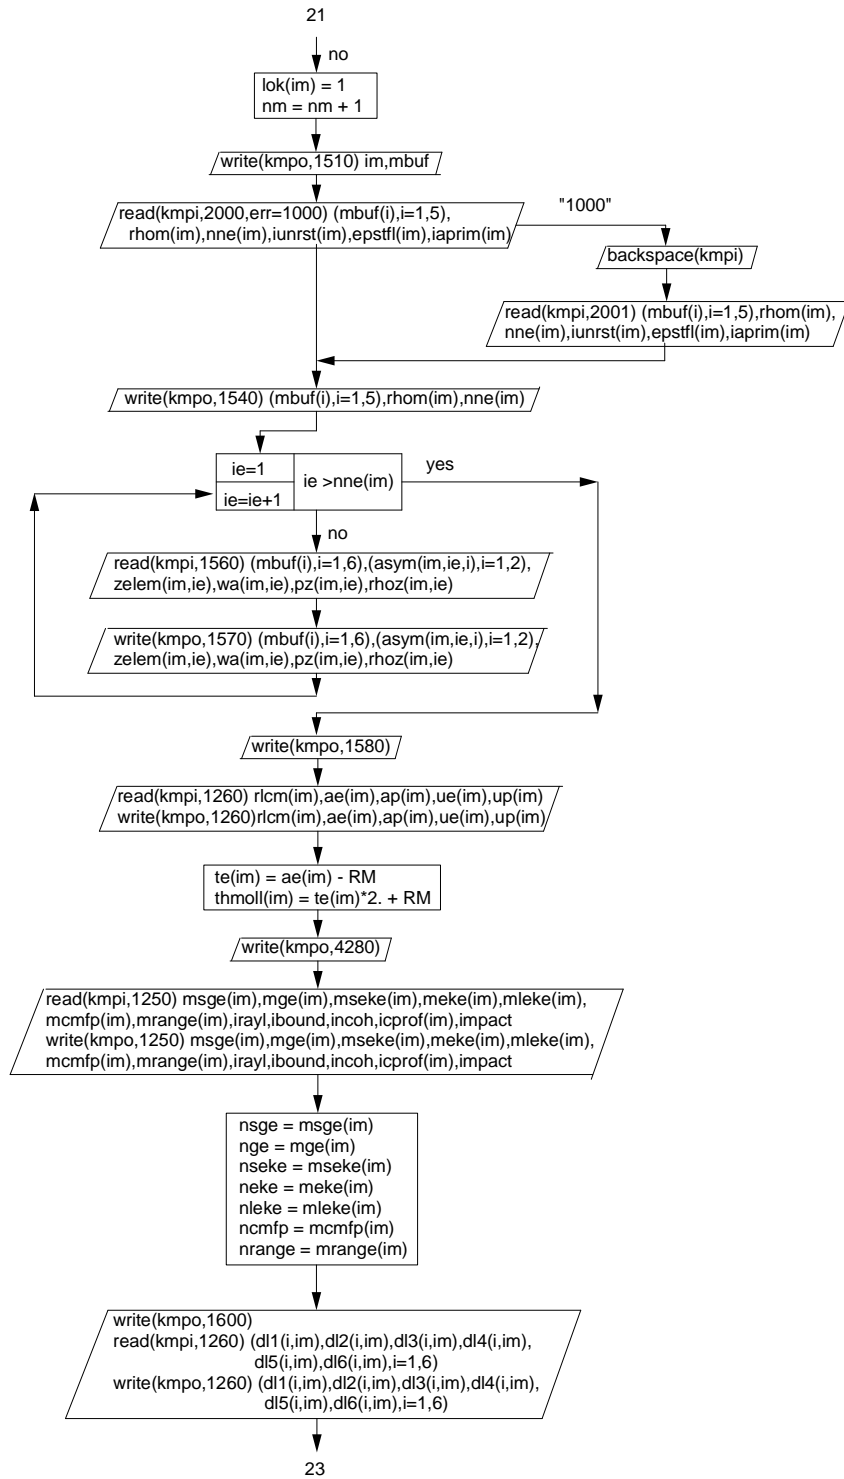 21
no
lok(im) = 1
nm = nm + 1
write(kmpo,1510) im,mbuf
read(kmpi,2000,err=1000) (mbuf(i),i=1,5),
rhom(im),nne(im),iunrst(im),epstfl(im),iaprim(im)
"1000"
backspace(kmpi)
read(kmpi,2001) (mbuf(i),i=1,5),rhom(im),
nne(im),iunrst(im),epstfl(im),iaprim(im)
write(kmpo,1540) (mbuf(i),i=1,5),rhom(im),nne(im)
ie=1
ie=ie+1
ie >nne(im)
yes
no
read(kmpi,1560) (mbuf(i),i=1,6),(asym(im,ie,i),i=1,2),
zelem(im,ie),wa(im,ie),pz(im,ie),rhoz(im,ie)
write(kmpo,1570) (mbuf(i),i=1,6),(asym(im,ie,i),i=1,2),
zelem(im,ie),wa(im,ie),pz(im,ie),rhoz(im,ie)
write(kmpo,1580)
read(kmpi,1260) rlcm(im),ae(im),ap(im),ue(im),up(im)
write(kmpo,1260)rlcm(im),ae(im),ap(im),ue(im),up(im)
te(im) = ae(im) - RM
thmoll(im) = te(im)*2. + RM
write(kmpo,4280)
read(kmpi,1250) msge(im),mge(im),mseke(im),meke(im),mleke(im),
mcmfp(im),mrange(im),irayl,ibound,incoh,icprof(im),impact
write(kmpo,1250) msge(im),mge(im),mseke(im),meke(im),mleke(im),
mcmfp(im),mrange(im),irayl,ibound,incoh,icprof(im),impact
nsge = msge(im)
nge = mge(im)
nseke = mseke(im)
neke = meke(im)
nleke = mleke(im)
ncmfp = mcmfp(im)
nrange = mrange(im)
write(kmpo,1600)
read(kmpi,1260) (dl1(i,im),dl2(i,im),dl3(i,im),dl4(i,im),
dl5(i,im),dl6(i,im),i=1,6)
write(kmpo,1260) (dl1(i,im),dl2(i,im),dl3(i,im),dl4(i,im),
dl5(i,im),dl6(i,im),i=1,6)
23